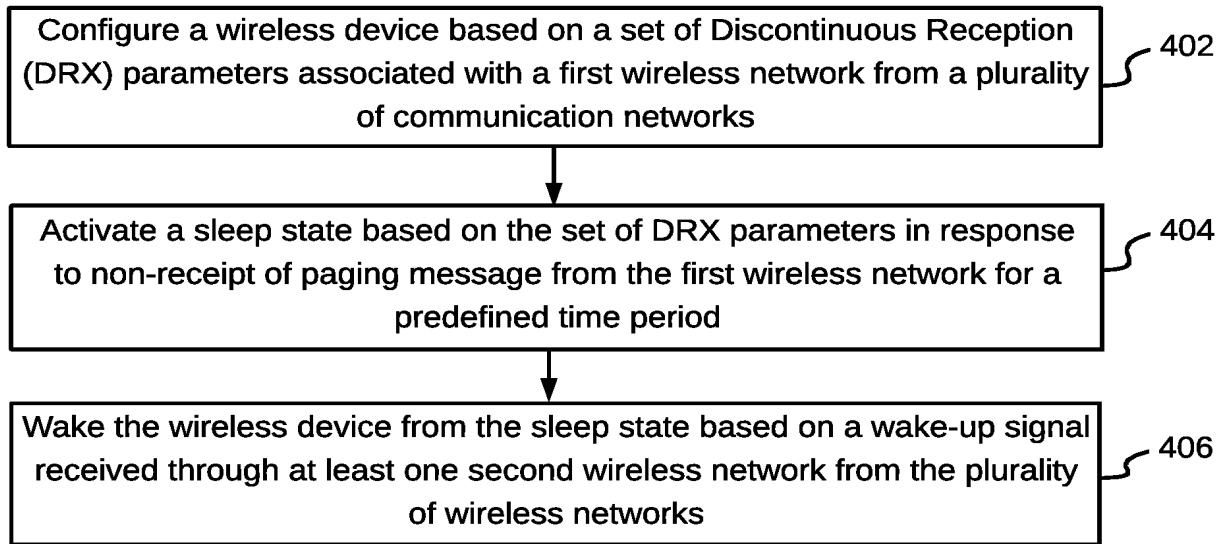 Configure a wireless device based on a set of Discontinuous Reception
(DRX) parameters associated with a first wireless network from a plurality
of communication networks
402
Activate a sleep state based on the set of DRX parameters in response
to non-receipt of paging message from the first wireless network for a
predefined time period
404
Wake the wireless device from the sleep state based on a wake-up signal
received through at least one second wireless network from the plurality
of wireless networks
406